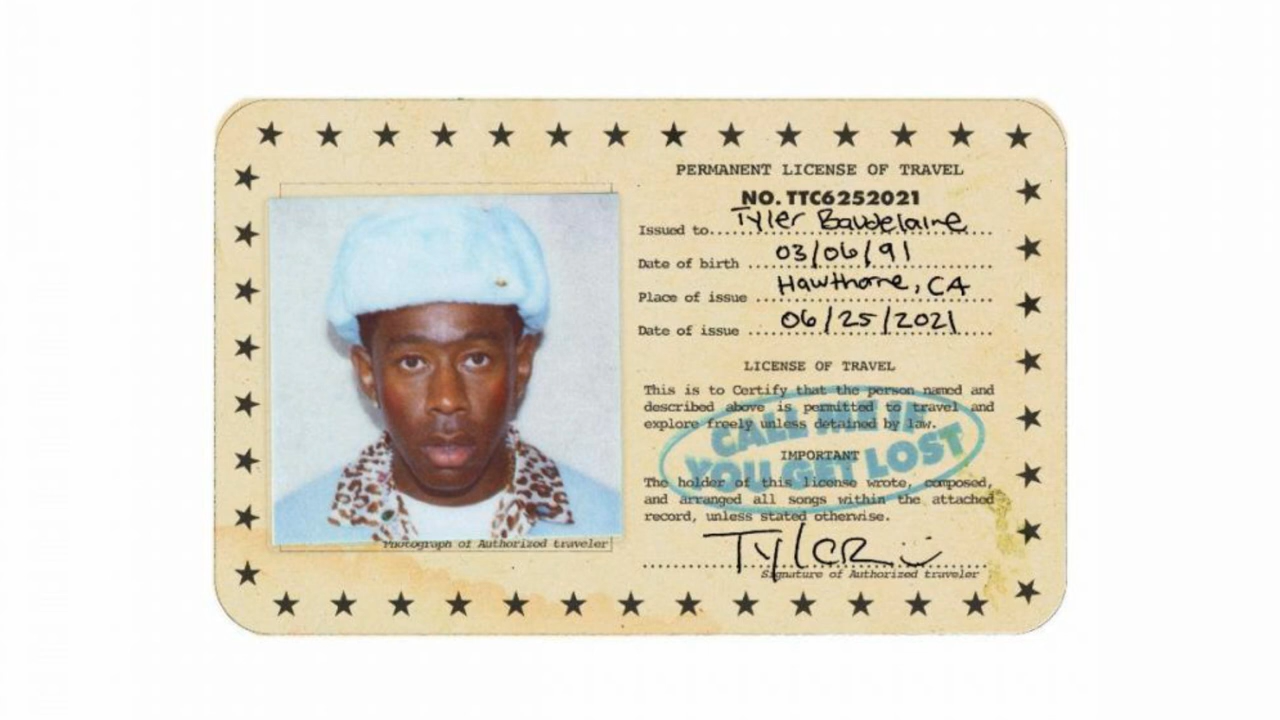 PERMANENT LICENSE OF TRAVEL
NO. TTC6252021
Issued to.. Tyler Baudelaire
Date of birth ... 03/06/91
Place of issue ... Hawthorne, CA
Date of issue ... 06/25/2021
LICENSE OF TRAVEL
This is to Certify that the person named and
described above is permitted to travel and
explore freely unless detained by law.
CALL ME IF
YOU GET LOST
IMPORTANT
The holder of this license wrote, composed,
and arranged all songs within the attached
record, unless stated otherwise.
TYLER
Signature of Authorized traveler
Photograph of Authorized traveler